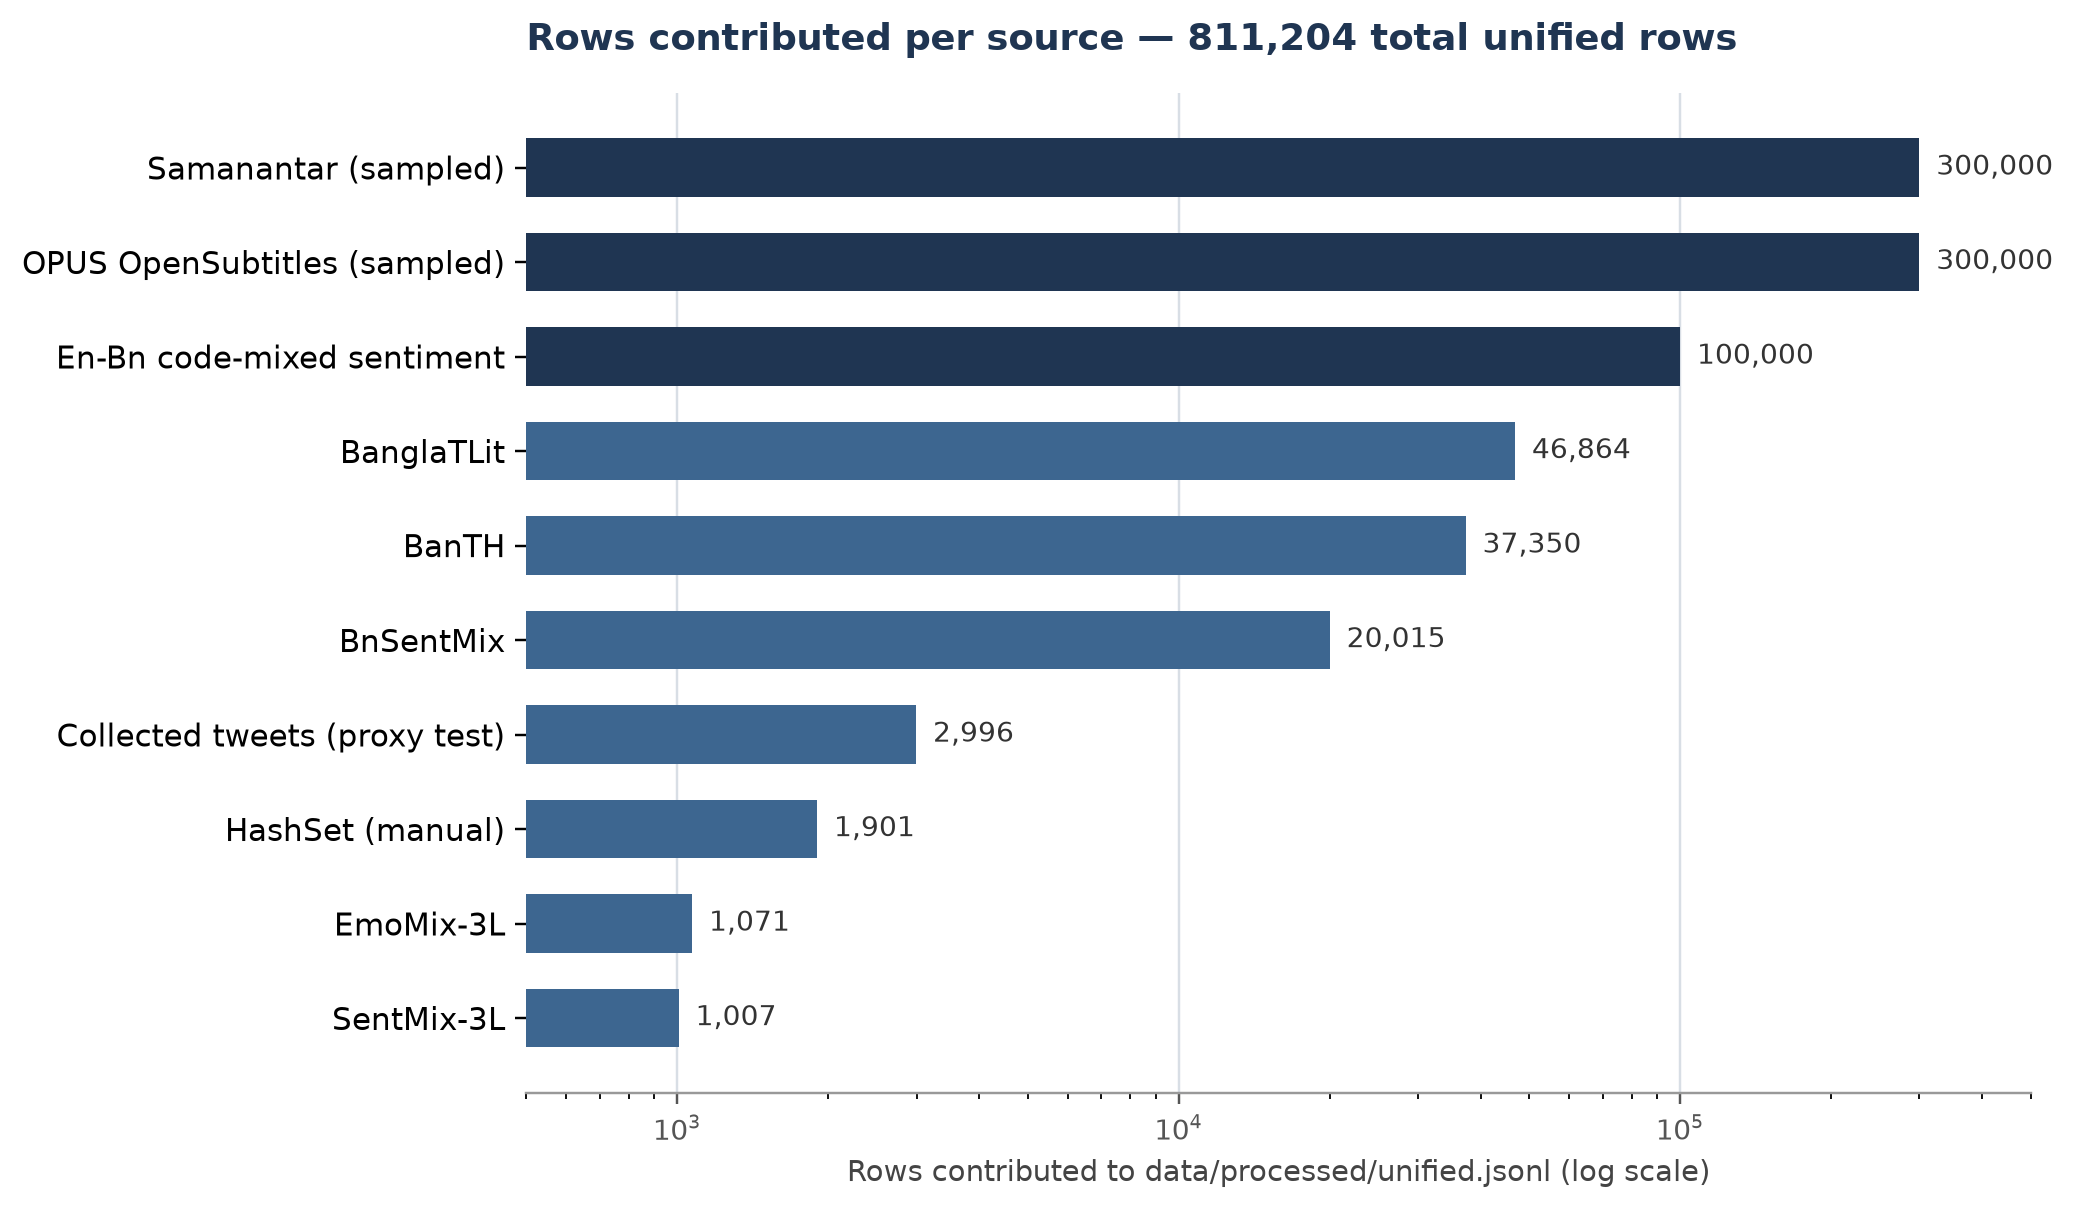 Rows contributed per source — 811,204 total unified rows
Samanantar (sampled) 300,000
OPUS OpenSubtitles (sampled) 300,000
En-Bn code-mixed sentiment 100,000
BanglaTLit 46,864
BanTH 37,350
BnSentMix 20,015
Collected tweets (proxy test) 2,996
HashSet (manual) 1,901
EmoMix-3L 1,071
SentMix-3L 1,007
10³ 10⁴ 10⁵
Rows contributed to data/processed/unified.jsonl (log scale)